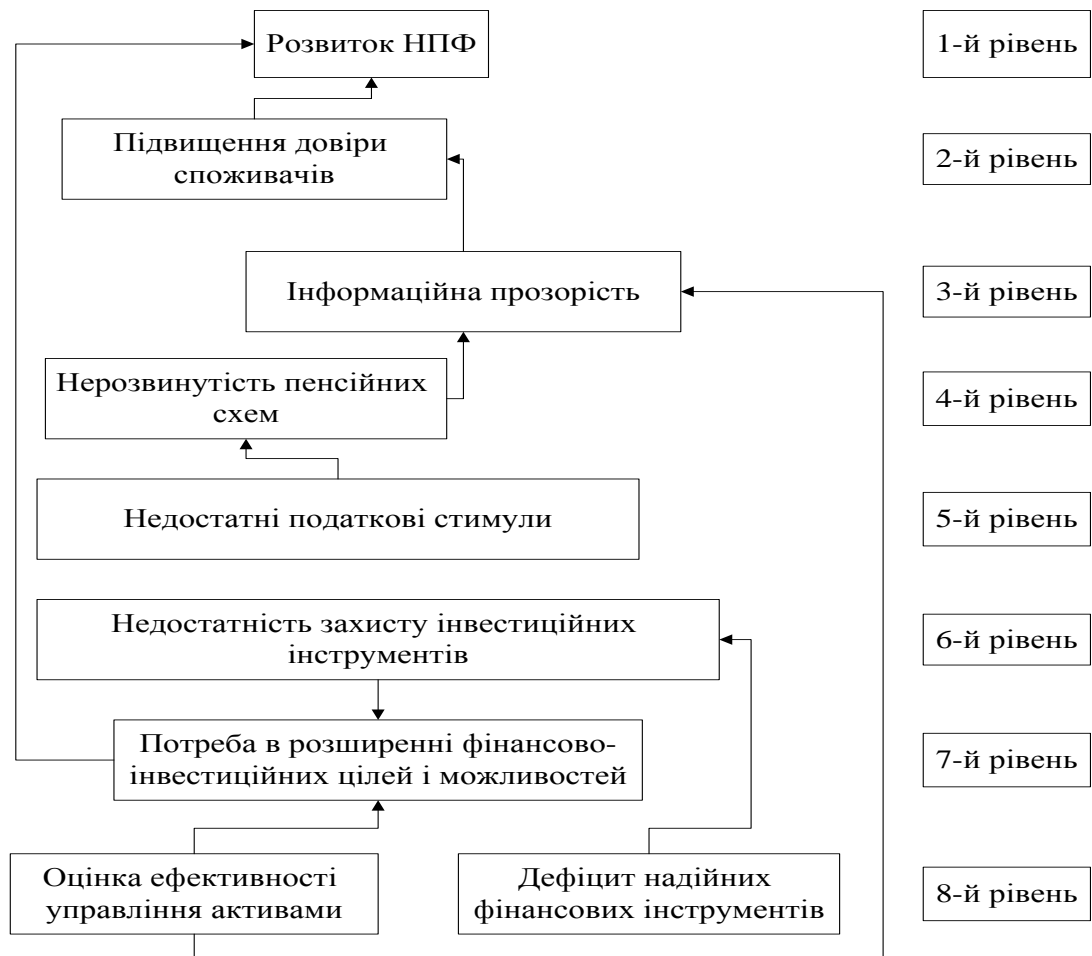 Розвиток НПФ
1-й рівень
Підвищення довіри
споживачів
2-й рівень
Інформаційна прозорість
3-й рівень
Нерозвинутість пенсійних
схем
4-й рівень
Недостатні податкові стимули
5-й рівень
Недостатність захисту інвестиційних
інструментів
6-й рівень
Потреба в розширенні фінансово-
інвестиційних цілей і можливостей
7-й рівень
Оцінка ефективності
управління активами
Дефіцит надійних
фінансових інструментів
8-й рівень